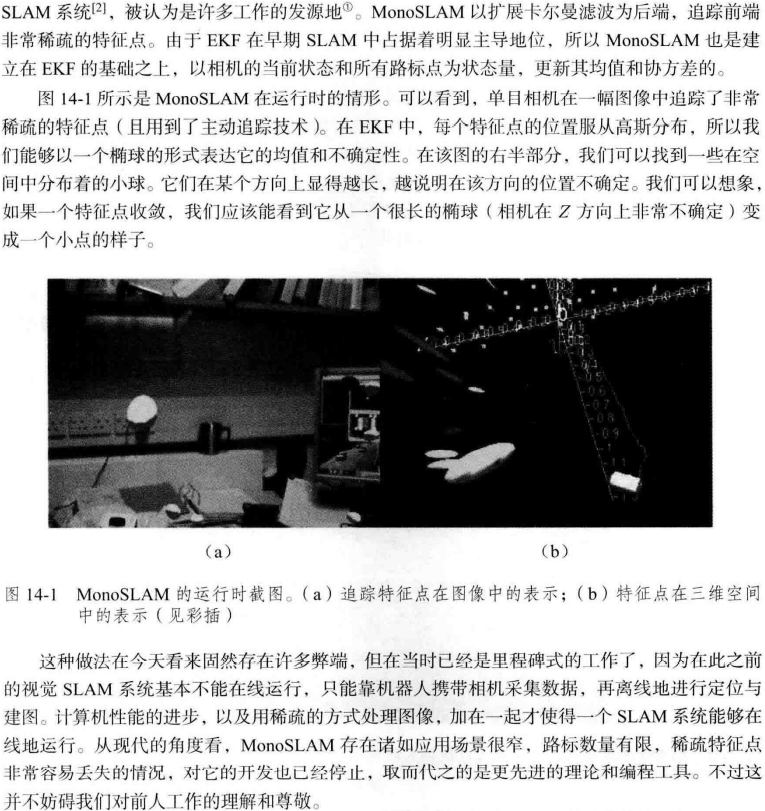 SLAM 系统[2]，被认为是许多工作的发源地①。MonoSLAM 以扩展卡尔曼滤波为后端，追踪前端
非常稀疏的特征点。由于 EKF 在早期 SLAM 中占据着明显主导地位，所以 MonoSLAM 也是建
立在 EKF 的基础之上，以相机的当前状态和所有路标点为状态量，更新其均值和协方差的。
图 14-1 所示是 MonoSLAM 在运行时的情形。可以看到，单目相机在一幅图像中追踪了非常
稀疏的特征点（且用到了主动追踪技术）。在 EKF 中，每个特征点的位置服从高斯分布，所以我
们能够以一个椭球的形式表达它的均值和不确定性。在该图的右半部分，我们可以找到一些在空
间中分布着的小球。它们在某个方向上显得越长，越说明在该方向的位置不确定。我们可以想象，
如果一个特征点收敛，我们应该能看到它从一个很长的椭球（相机在 Z 方向上非常不确定）变
成一个小点的样子。
（a）
（b）
图 14-1 MonoSLAM 的运行时截图。（a）追踪特征点在图像中的表示；（b）特征点在三维空间
中的表示（见彩插）
这种做法在今天看来固然存在许多弊端，但在当时已经是里程碑式的工作了，因为在此之前
的视觉 SLAM 系统基本不能在线运行，只能靠机器人携带相机采集数据，再离线地进行定位与
建图。计算机性能的进步，以及用稀疏的方式处理图像，加在一起才使得一个 SLAM 系统能够在
线地运行。从现代的角度看，MonoSLAM 存在诸如应用场景很窄，路标数量有限，稀疏特征点
非常容易丢失的情况，对它的开发也已经停止，取而代之的是更先进的理论和编程工具。不过这
并不妨碍我们对前人工作的理解和尊敬。